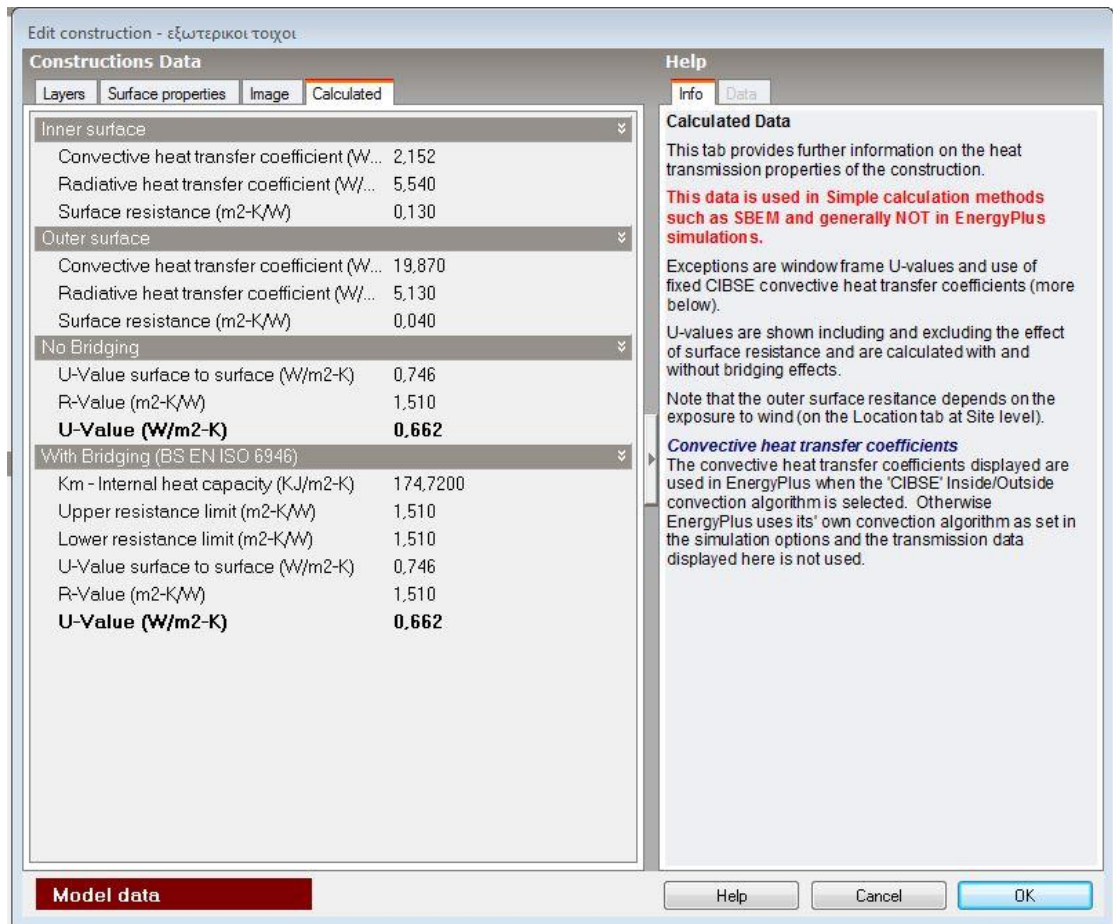 Edit construction - εξωτερικοι τοιχοι
Constructions Data
Layers Surface properties Image Calculated
Inner surface
Convective heat transfer coefficient (W... 2,152
Radiative heat transfer coefficient (W/... 5,540
Surface resistance (m2-K/W) 0,130
Outer surface
Convective heat transfer coefficient (W... 19,870
Radiative heat transfer coefficient (W/... 5,130
Surface resistance (m2-K/W) 0,040
No Bridging
U-Value surface to surface (W/m2-K) 0,746
R-Value (m2-K/W) 1,510
U-Value (W/m2-K) 0,662
With Bridging (BS EN ISO 6946)
Km - Internal heat capacity (KJ/m2-K) 174,7200
Upper resistance limit (m2-K/W) 1,510
Lower resistance limit (m2-K/W) 1,510
U-Value surface to surface (W/m2-K) 0,746
R-Value (m2-K/W) 1,510
U-Value (W/m2-K) 0,662
Model data
Help
Info Data
Calculated Data
This tab provides further information on the heat
transmission properties of the construction.
This data is used in Simple calculation methods
such as SBEM and generally NOT in EnergyPlus
simulations.
Exceptions are window frame U-values and use of
fixed CIBSE convective heat transfer coefficients (more
below).
U-values are shown including and excluding the effect
of surface resistance and are calculated with and
without bridging effects.
Note that the outer surface resitance depends on the
exposure to wind (on the Location tab at Site level).
Convective heat transfer coefficients
The convective heat transfer coefficients displayed are
used in EnergyPlus when the 'CIBSE' Inside/Outside
convection algorithm is selected. Otherwise
EnergyPlus uses its' own convection algorithm as set in
the simulation options and the transmission data
displayed here is not used.
Help Cancel OK